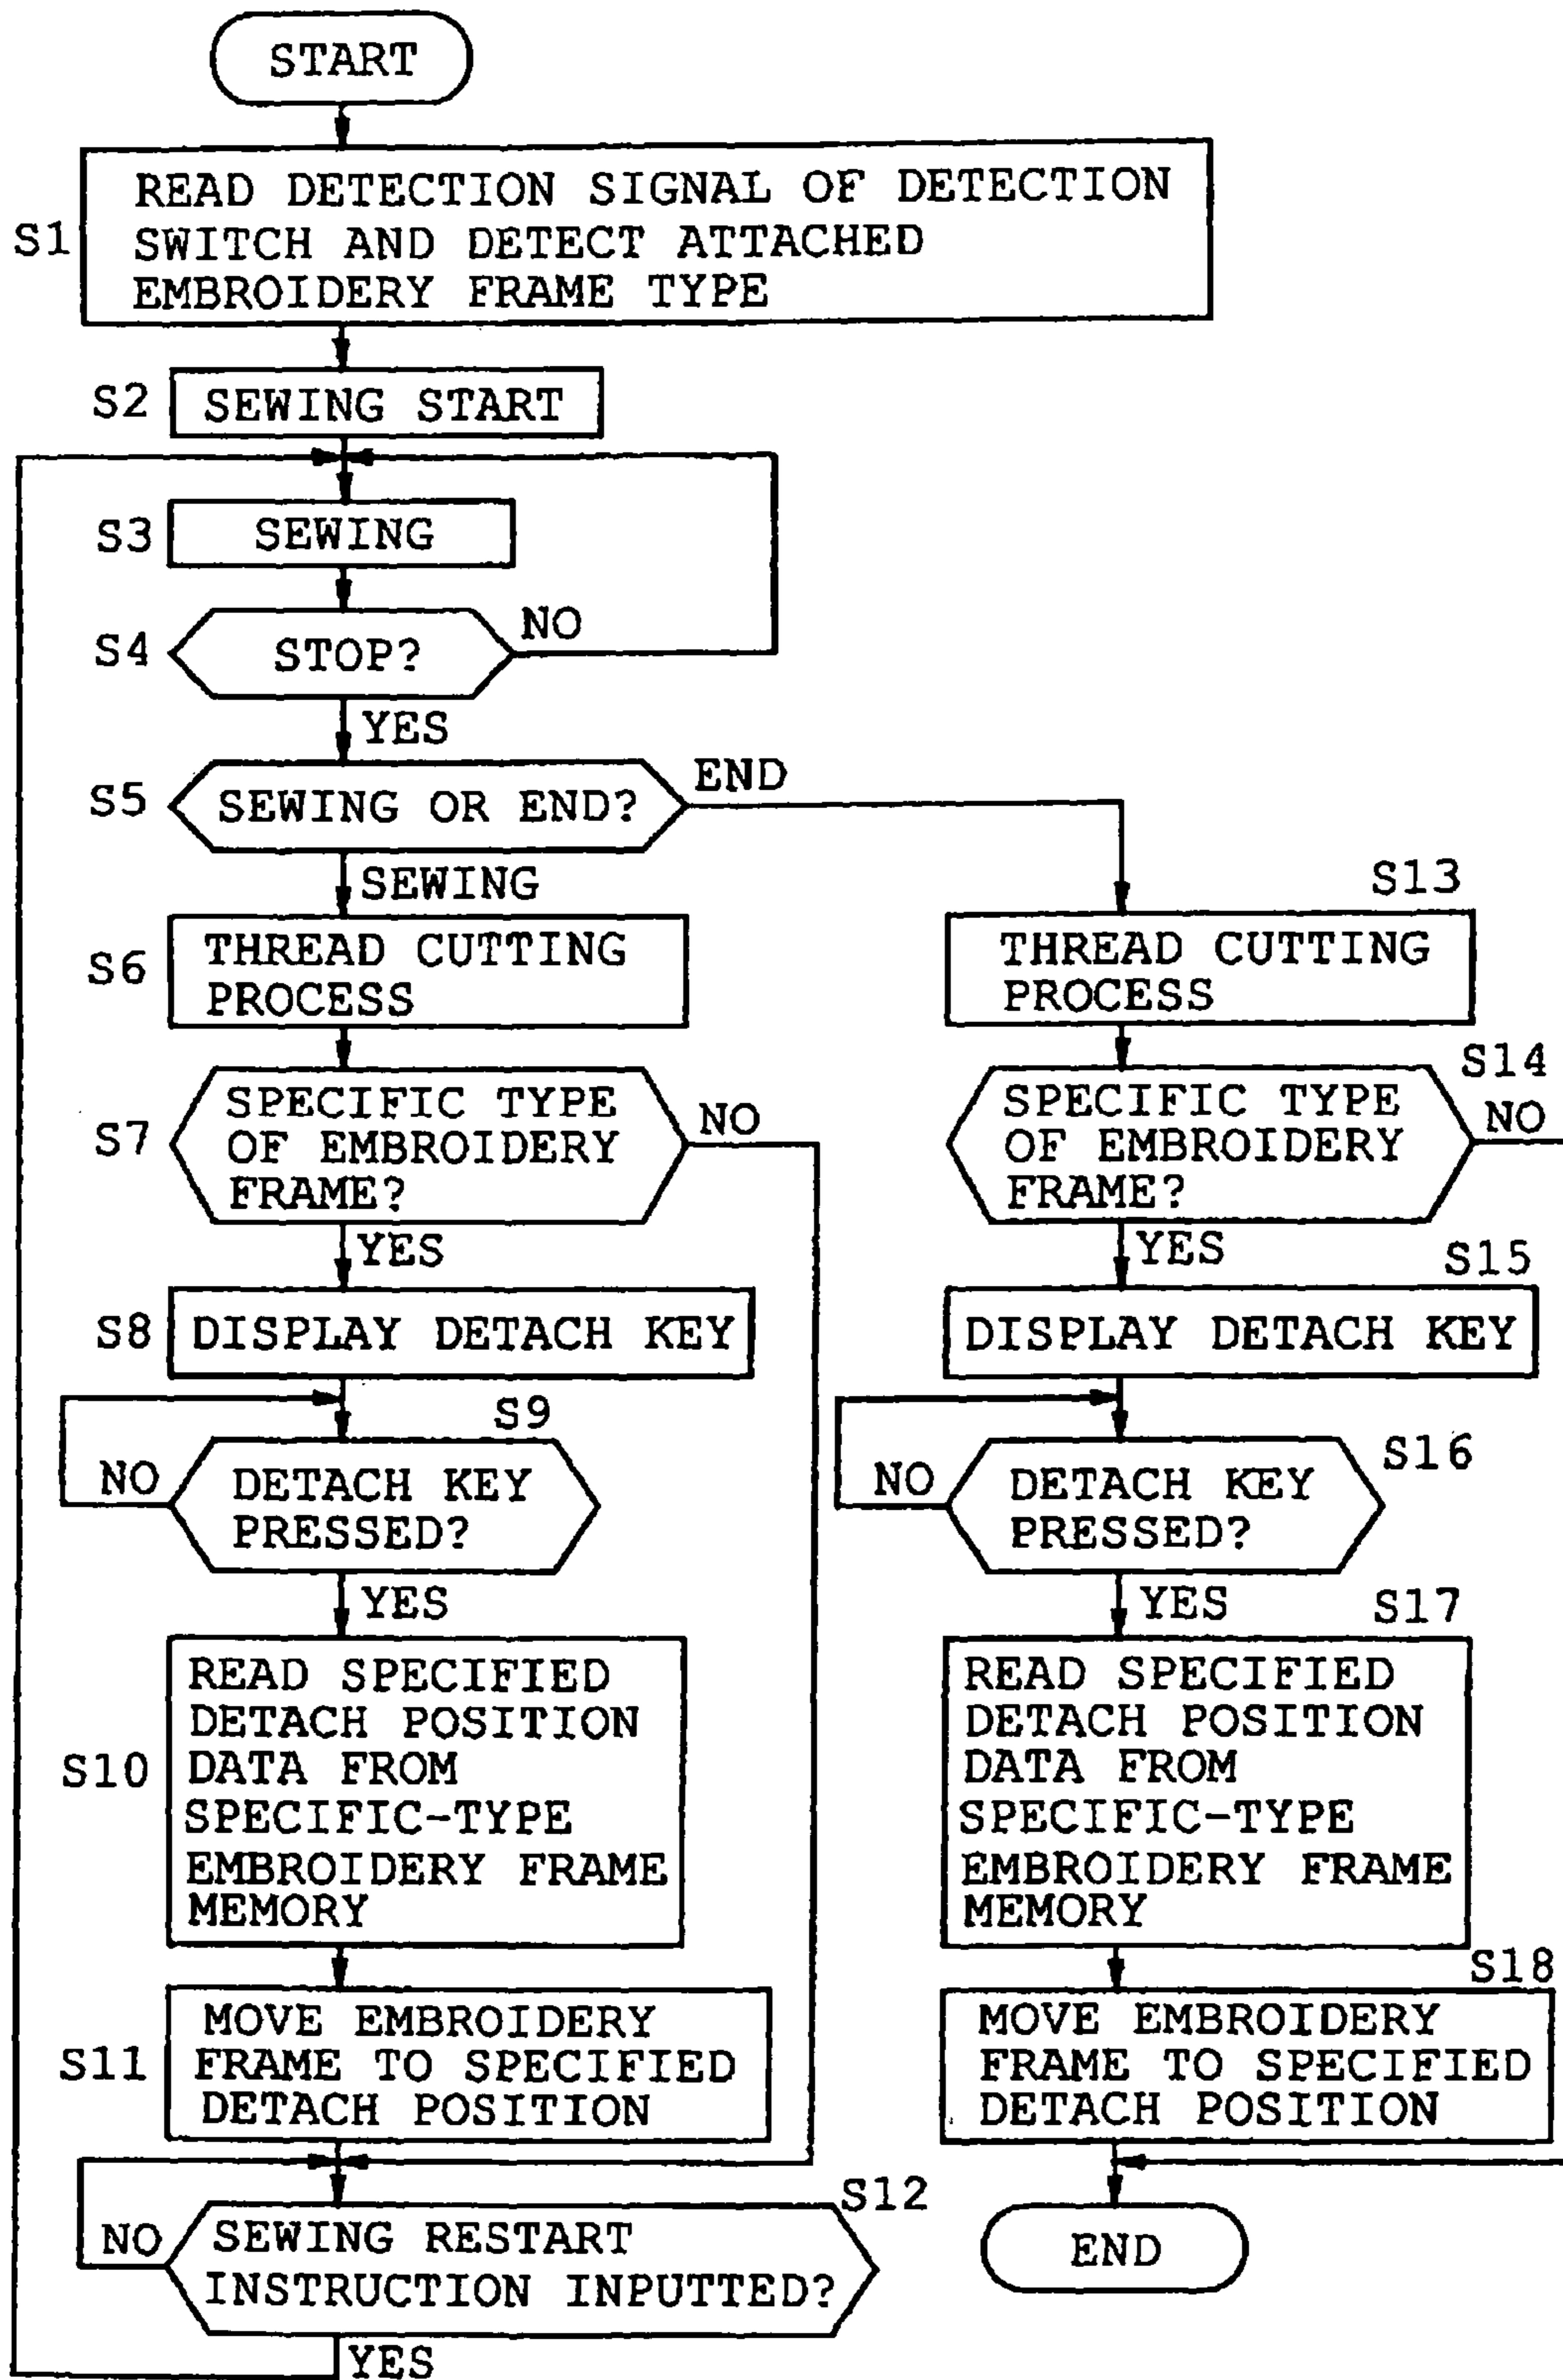 START
S1
READ DETECTION SIGNAL OF DETECTION
SWITCH AND DETECT ATTACHED
EMBROIDERY FRAME TYPE
S2
SEWING START
S3
SEWING
S4
STOP?
NO
YES
S5
SEWING OR END?
END
SEWING
S6
THREAD CUTTING
PROCESS
S7
SPECIFIC TYPE
OF EMBROIDERY
FRAME?
NO
YES
S8
DISPLAY DETACH KEY
S9
NO
DETACH KEY
PRESSED?
YES
S10
READ SPECIFIED
DETACH POSITION
DATA FROM
SPECIFIC-TYPE
EMBROIDERY FRAME
MEMORY
S11
MOVE EMBROIDERY
FRAME TO SPECIFIED
DETACH POSITION
S12
NO
SEWING RESTART
INSTRUCTION INPUTTED?
YES
S13
THREAD CUTTING
PROCESS
S14
SPECIFIC TYPE
OF EMBROIDERY
FRAME?
NO
YES
S15
DISPLAY DETACH KEY
S16
NO
DETACH KEY
PRESSED?
YES
S17
READ SPECIFIED
DETACH POSITION
DATA FROM
SPECIFIC-TYPE
EMBROIDERY FRAME
MEMORY
S18
MOVE EMBROIDERY
FRAME TO SPECIFIED
DETACH POSITION
END